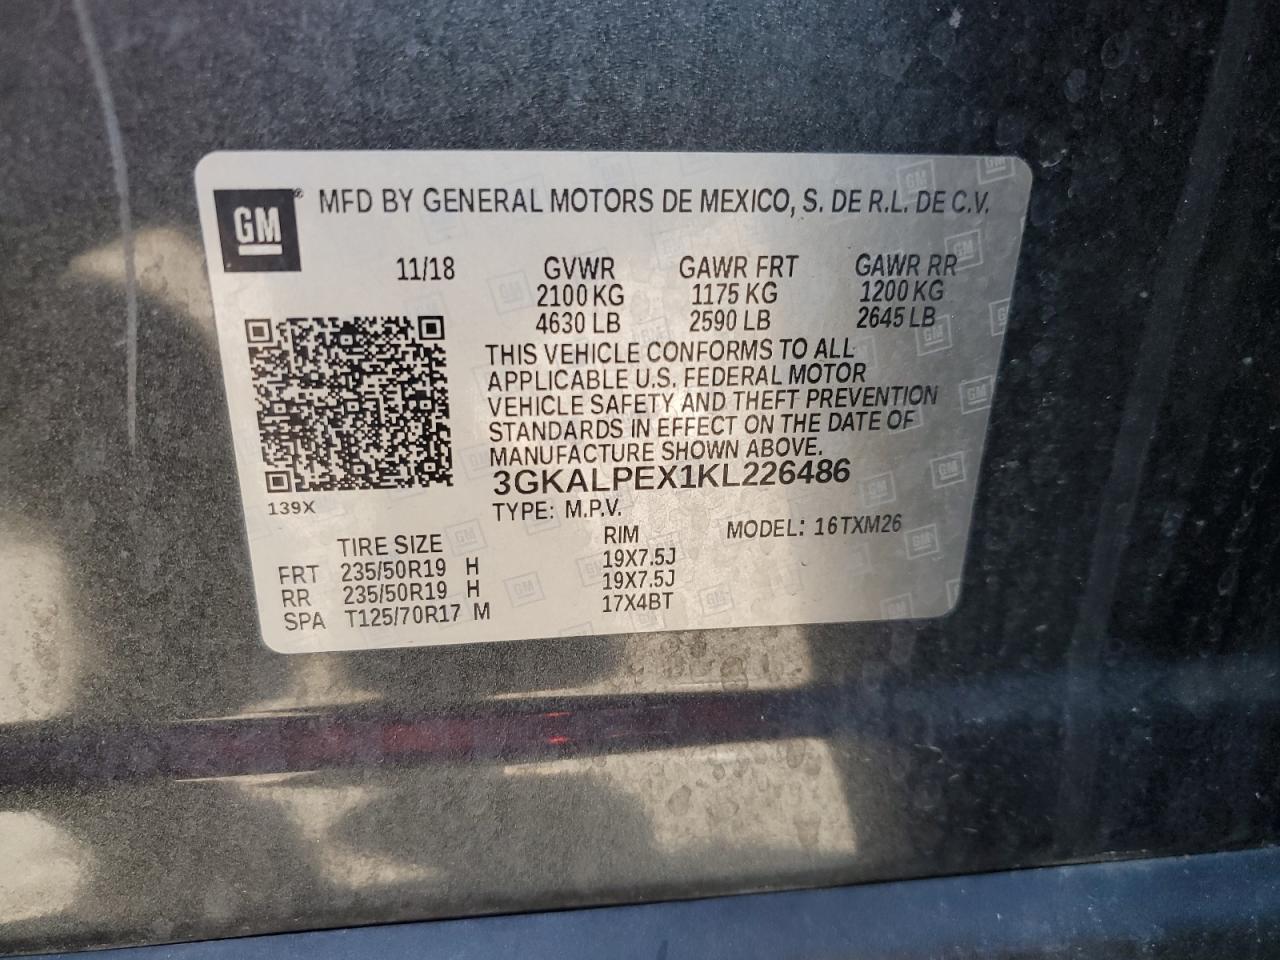 GM® MFD BY GENERAL MOTORS DE MEXICO, S. DE R.L. DE C.V.
11/18 GVWR GAWR FRT GAWR RR
2100 KG 1175 KG 1200 KG
4630 LB 2590 LB 2645 LB
THIS VEHICLE CONFORMS TO ALL
APPLICABLE U.S. FEDERAL MOTOR
VEHICLE SAFETY AND THEFT PREVENTION
STANDARDS IN EFFECT ON THE DATE OF
MANUFACTURE SHOWN ABOVE.
3GKALPEX1KL226486
139X
TYPE: M.P.V. MODEL: 16TXM26
TIRE SIZE RIM
FRT 235/50R19 H 19X7.5J
RR 235/50R19 H 19X7.5J
SPA T125/70R17 M 17X4BT